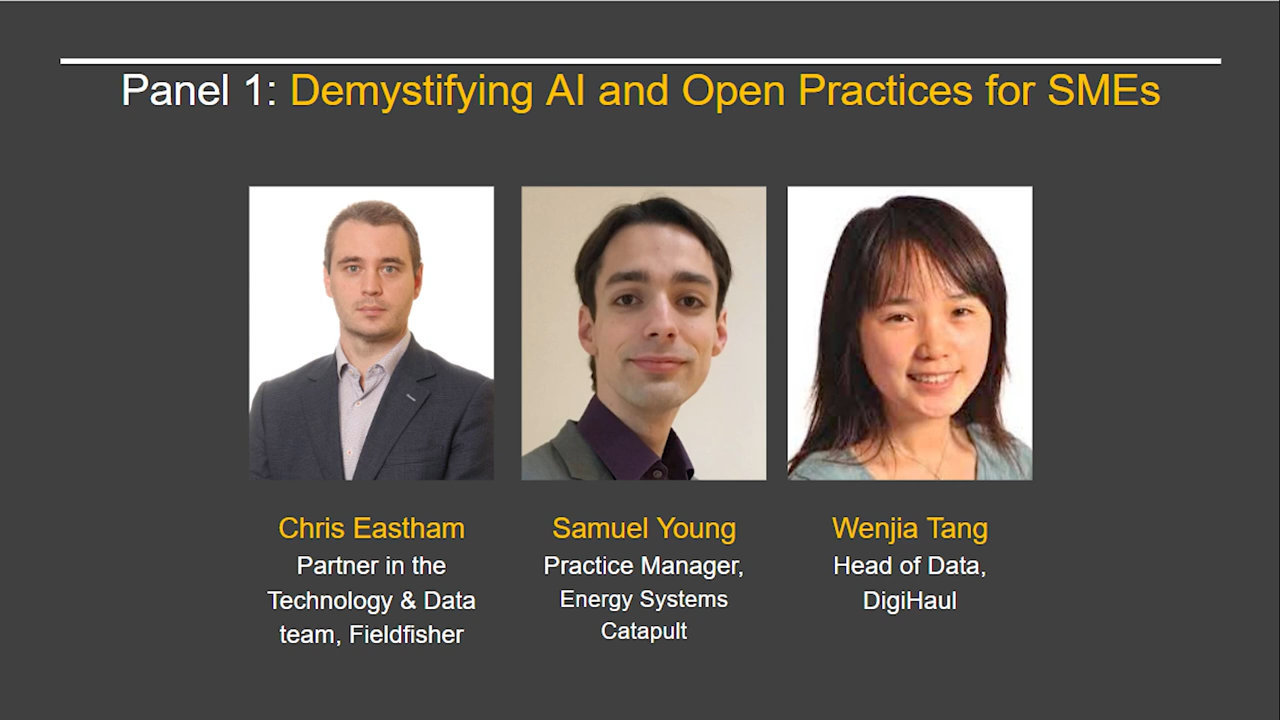 Panel 1: Demystifying AI and Open Practices for SMEs
Chris Eastham
Partner in the
Technology & Data
team, Fieldfisher
Samuel Young
Practice Manager,
Energy Systems
Catapult
Wenjia Tang
Head of Data,
DigiHaul